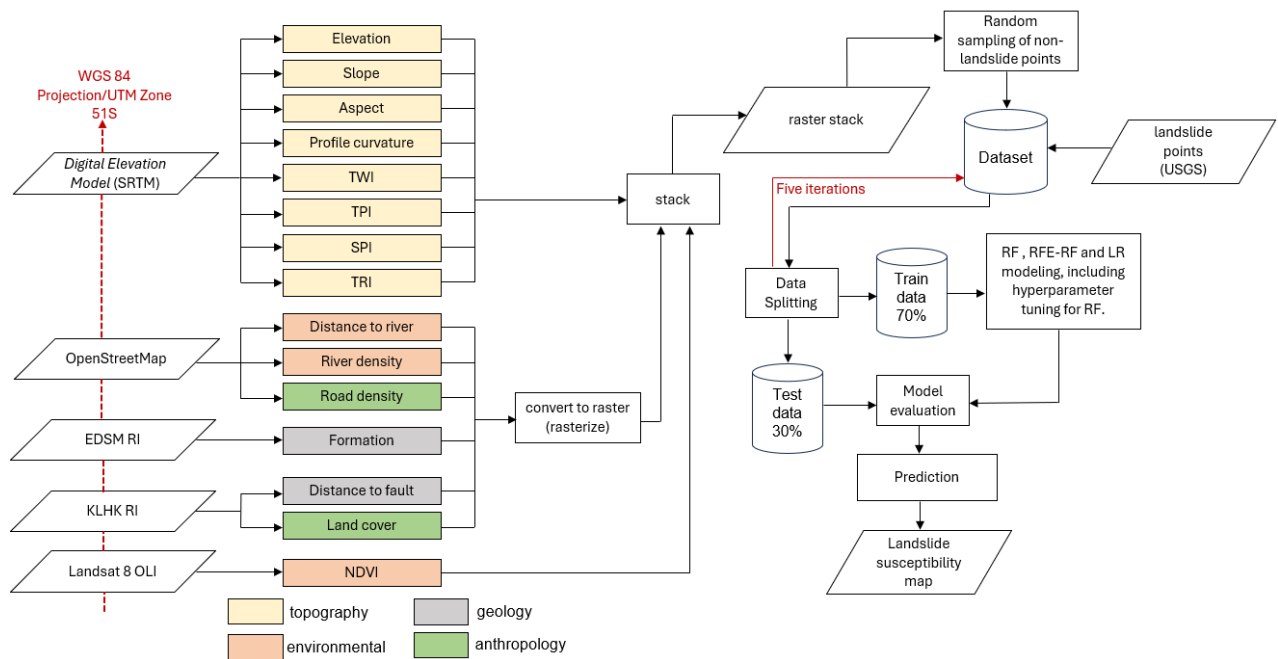 WGS 84
Projection/UTM Zone
51S
Digital Elevation
Model (SRTM)
OpenStreetMap
EDSM RI
KLHK RI
Landsat 8 OLI
Elevation
Slope
Aspect
Profile curvature
TWI
TPI
SPI
TRI
Distance to river
River density
Road density
Formation
Distance to fault
Land cover
NDVI
convert to raster
(rasterize)
stack
raster stack
Random
sampling of non-
landslide points
Dataset
landslide
points
(USGS)
Five iterations
Data
Splitting
Train
data
70%
RF , RFE-RF and LR
modeling, including
hyperparameter
tuning for RF.
Test
data
30%
Model
evaluation
Prediction
Landslide
susceptibility
map
topography
geology
environmental
anthropology